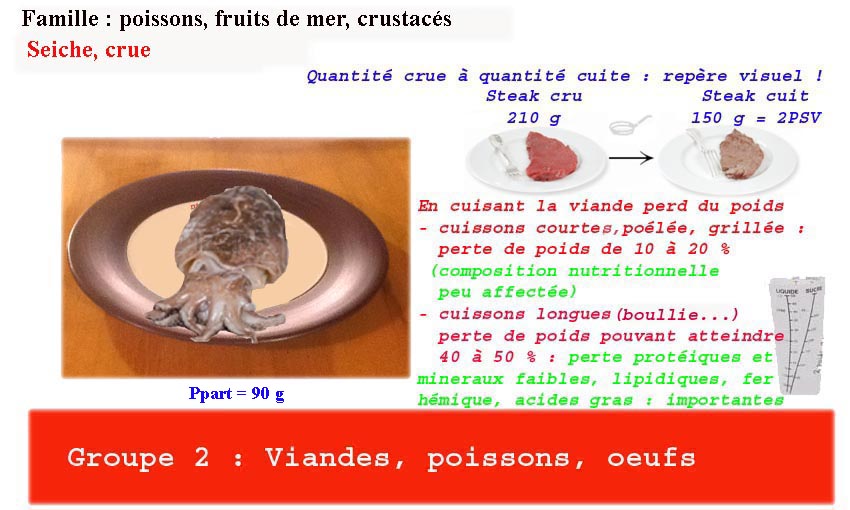 Famille : poissons, fruits de mer, crustacés
Seiche, crue
Quantité crue à quantité cuite : repère visuel !
Steak cru
210 g
Steak cuit
150 g = 2PSV
En cuisant la viande perd du poids
- cuissons courtes,poélée, grillée :
perte de poids de 10 à 20 %
(composition nutritionnelle
peu affectée)
- cuissons longues (boullie...)
perte de poids pouvant atteindre
40 à 50 % : perte protéiques et
mineraux faibles, lipidiques, fer
hémique, acides gras : importantes
LIQUIDE SUCRE
Ppart = 90 g
Groupe 2 : Viandes, poissons, oeufs